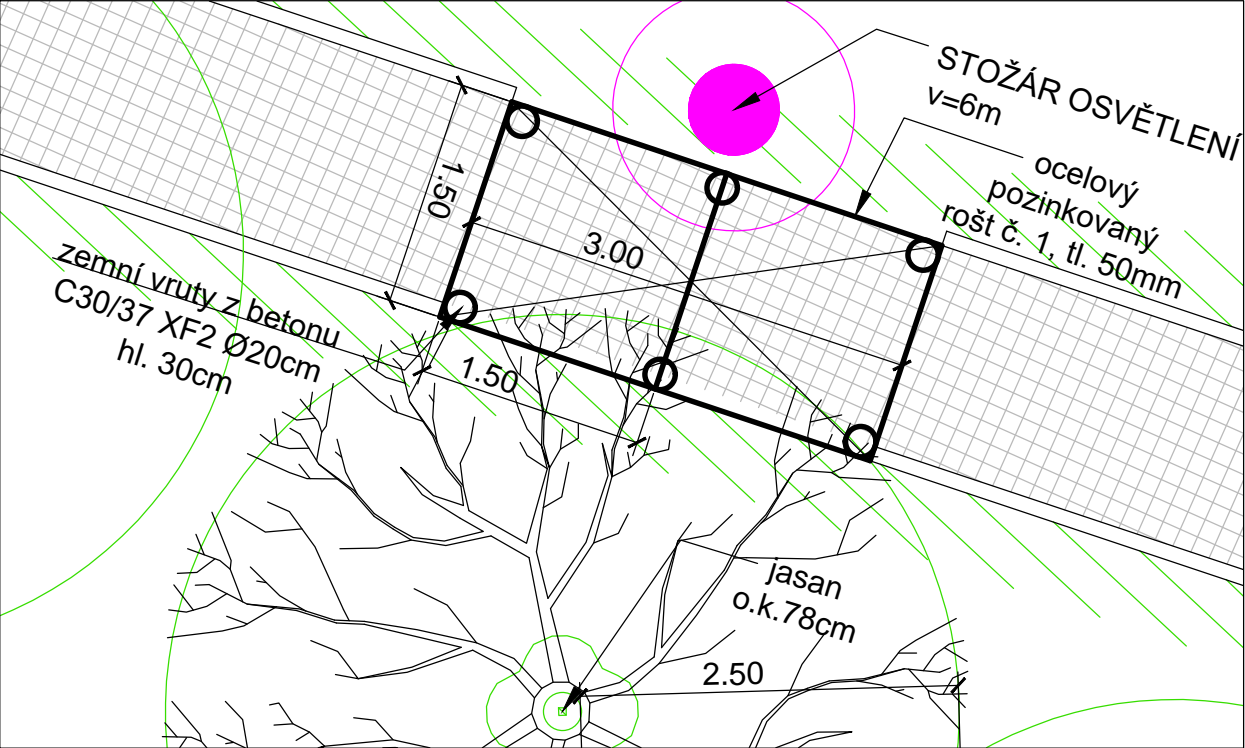 STOŽÁR OSVĚTLENÍ
v=6m
ocelový
pozinkovaný
rošt č. 1, tl. 50mm
1.50
3.00
zemní vruty z betonu
C30/37 XF2 Ø20cm
hl. 30cm
1.50
jasan
o.k.78cm
2.50